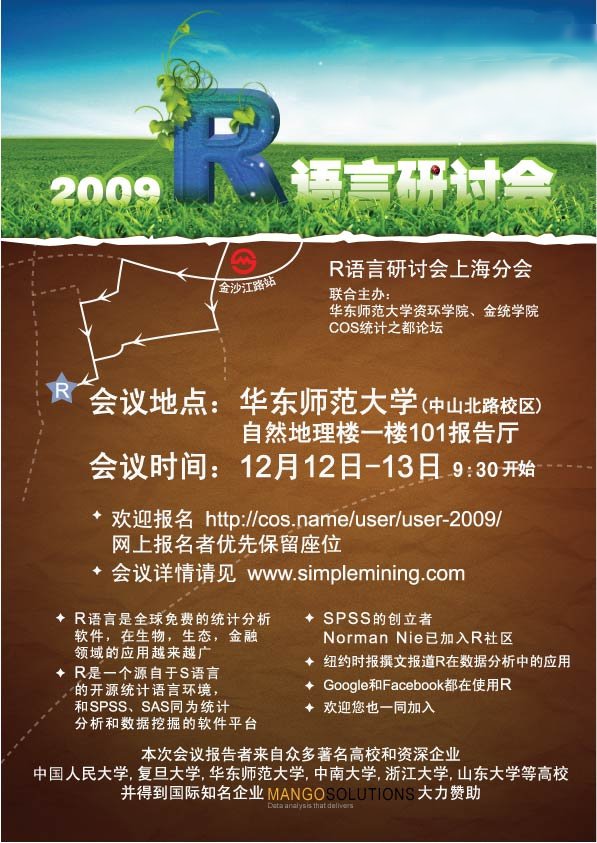 2009 R 语言研讨会
金沙江路站
R语言研讨会上海分会
联合主办：
华东师范大学资环学院、金统学院
COS统计之都论坛
R
会议地点：华东师范大学(中山北路校区)
自然地理楼一楼101报告厅
会议时间：12月12日-13日 9:30开始
欢迎报名 http://cos.name/user/user-2009/
网上报名者优先保留座位
会议详情请见 www.simplemining.com
R语言是全球免费的统计分析
软件，在生物，生态，金融
领域的应用越来越广
R是一个源自于S语言
的开源统计语言环境，
和SPSS、SAS同为统计
分析和数据挖掘的软件平台
SPSS的创立者
Norman Nie已加入R社区
纽约时报撰文报道R在数据分析中的应用
Google和Facebook都在使用R
欢迎您也一同加入
本次会议报告者来自众多著名高校和资深企业
中国人民大学, 复旦大学, 华东师范大学, 中南大学, 浙江大学, 山东大学等高校
并得到国际知名企业 MANGOSOLUTIONS 大力赞助
Data analysis that delivers